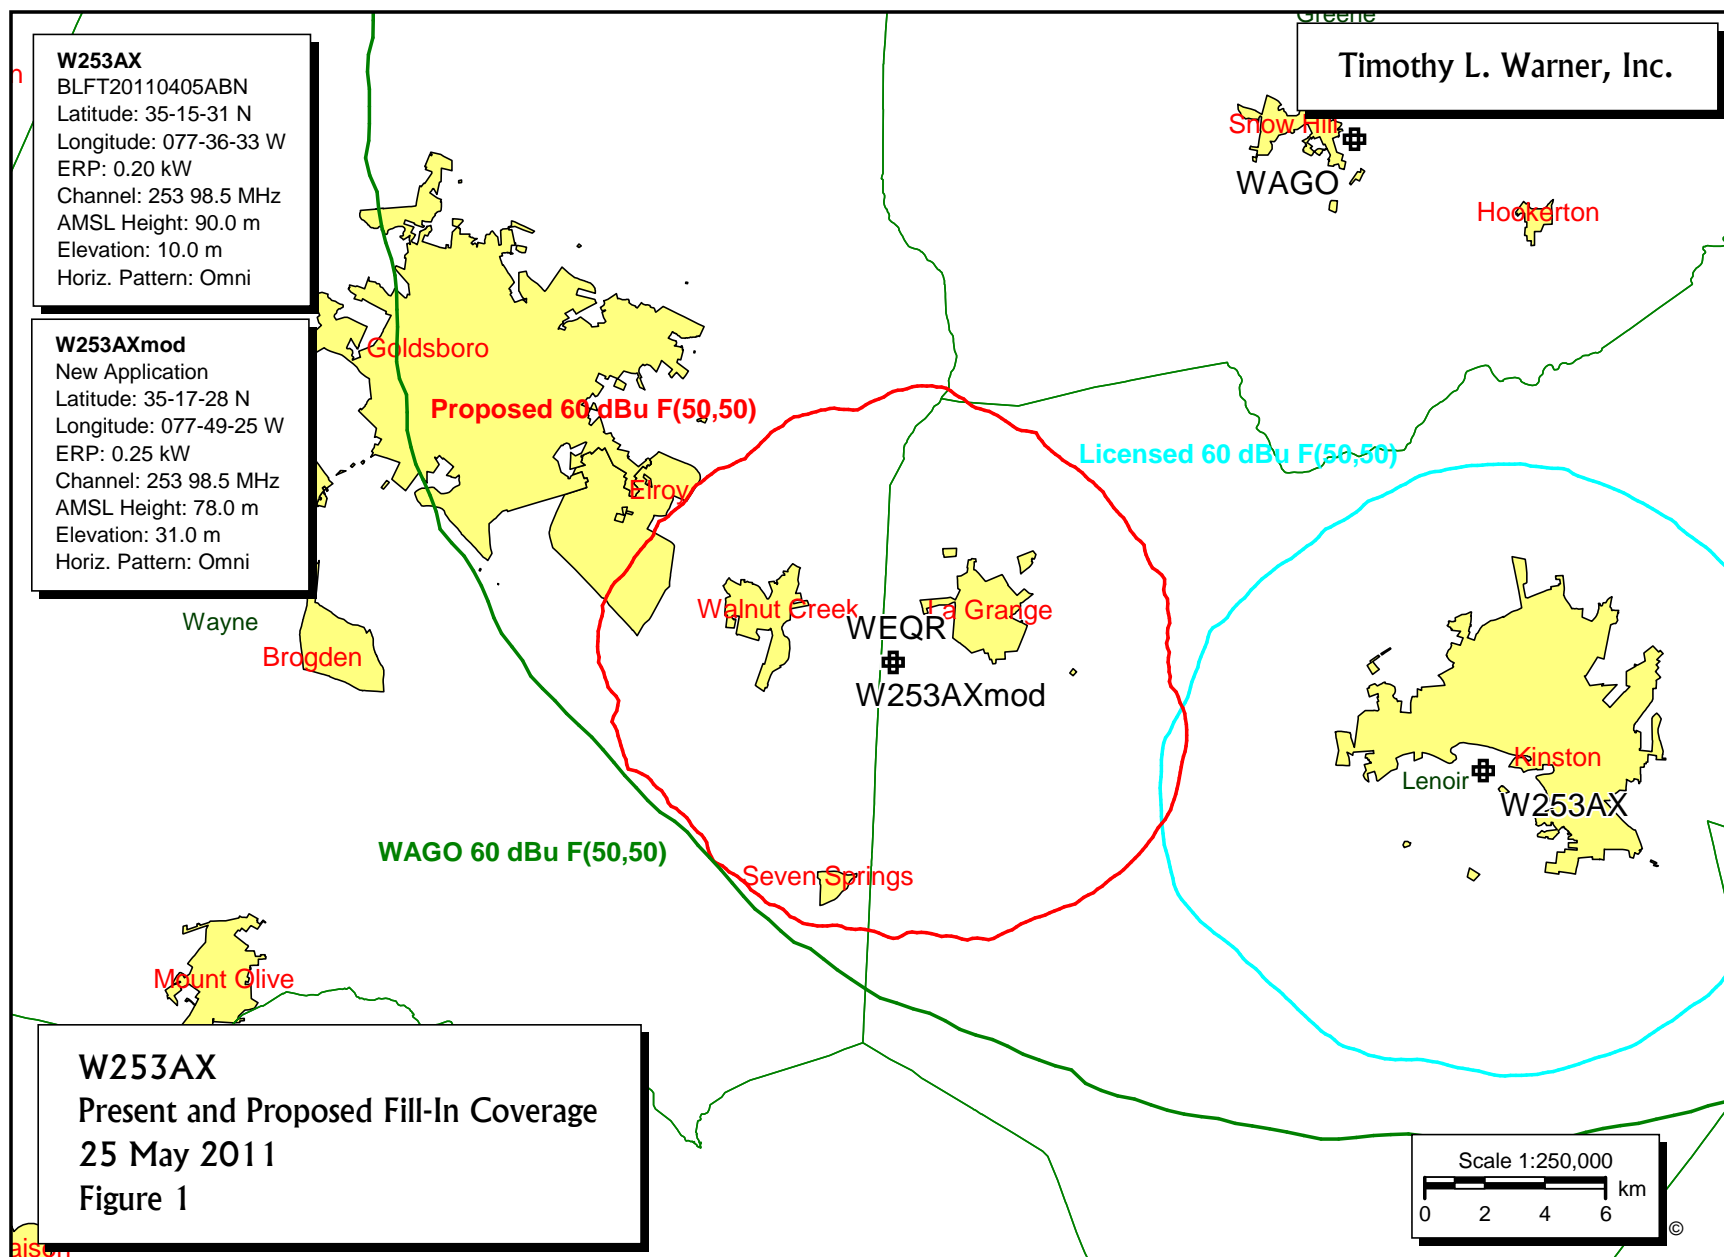 Greene
Timothy L. Warner, Inc.
W253AX
BLFT20110405ABN
Latitude: 35-15-31 N
Longitude: 077-36-33 W
ERP: 0.20 kW
Channel: 253 98.5 MHz
AMSL Height: 90.0 m
Elevation: 10.0 m
Horiz. Pattern: Omni
Snow Hill
WAGO
Hookerton
W253AXmod
New Application
Latitude: 35-17-28 N
Longitude: 077-49-25 W
ERP: 0.25 kW
Channel: 253 98.5 MHz
AMSL Height: 78.0 m
Elevation: 31.0 m
Horiz. Pattern: Omni
Goldsboro
Proposed 60 dBu F(50,50)
Licensed 60 dBu F(50,50)
Elroy
Walnut Creek
La Grange
WEQR
W253AXmod
Wayne
Brogden
Kinston
Lenoir
W253AX
WAGO 60 dBu F(50,50)
Seven Springs
Mount Olive
W253AX
Present and Proposed Fill-In Coverage
25 May 2011
Figure 1
Scale 1:250,000
km
0 2 4 6
©
aison